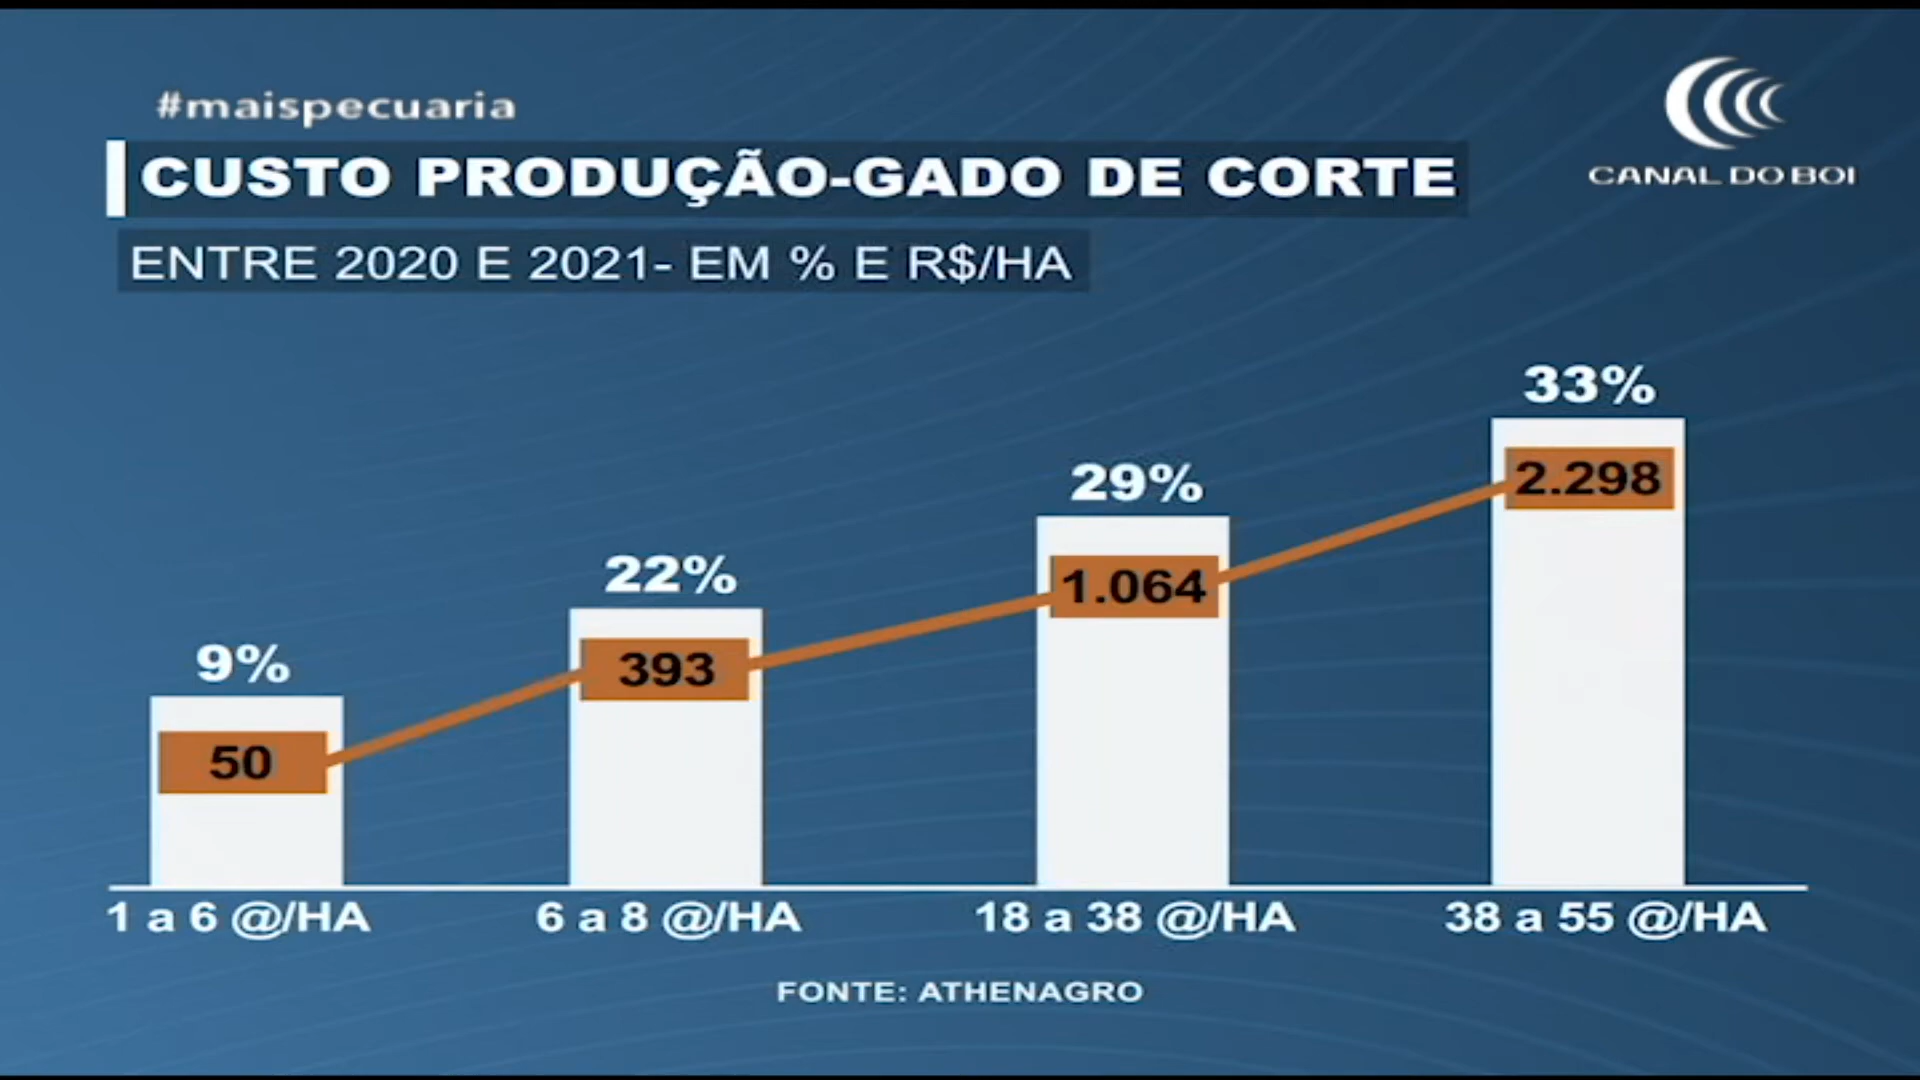 #maispecuaria
CANAL DO BOI
CUSTO PRODUÇÃO-GADO DE CORTE
ENTRE 2020 E 2021- EM % E R$/HA
9%
22%
29%
33%
50
393
1.064
2.298
1 a 6 @/HA
6 a 8 @/HA
18 a 38 @/HA
38 a 55 @/HA
FONTE: ATHENAGRO